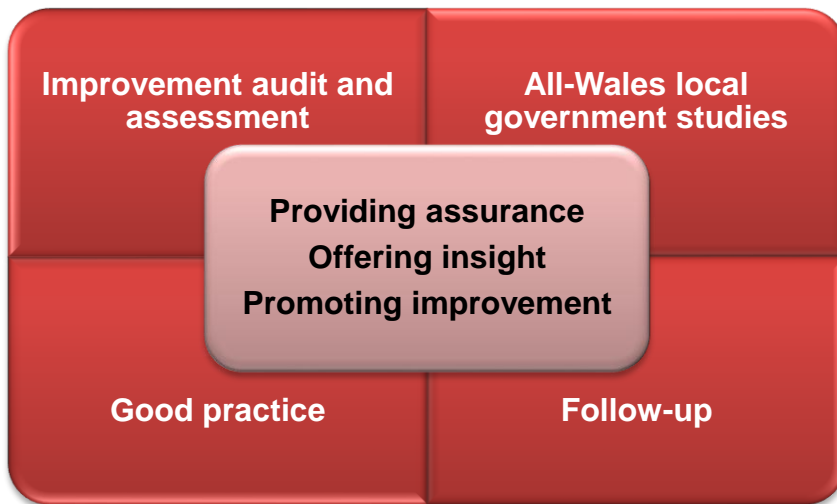 Improvement audit and
assessment
All-Wales local
government studies
Providing assurance
Offering insight
Promoting improvement
Good practice
Follow-up